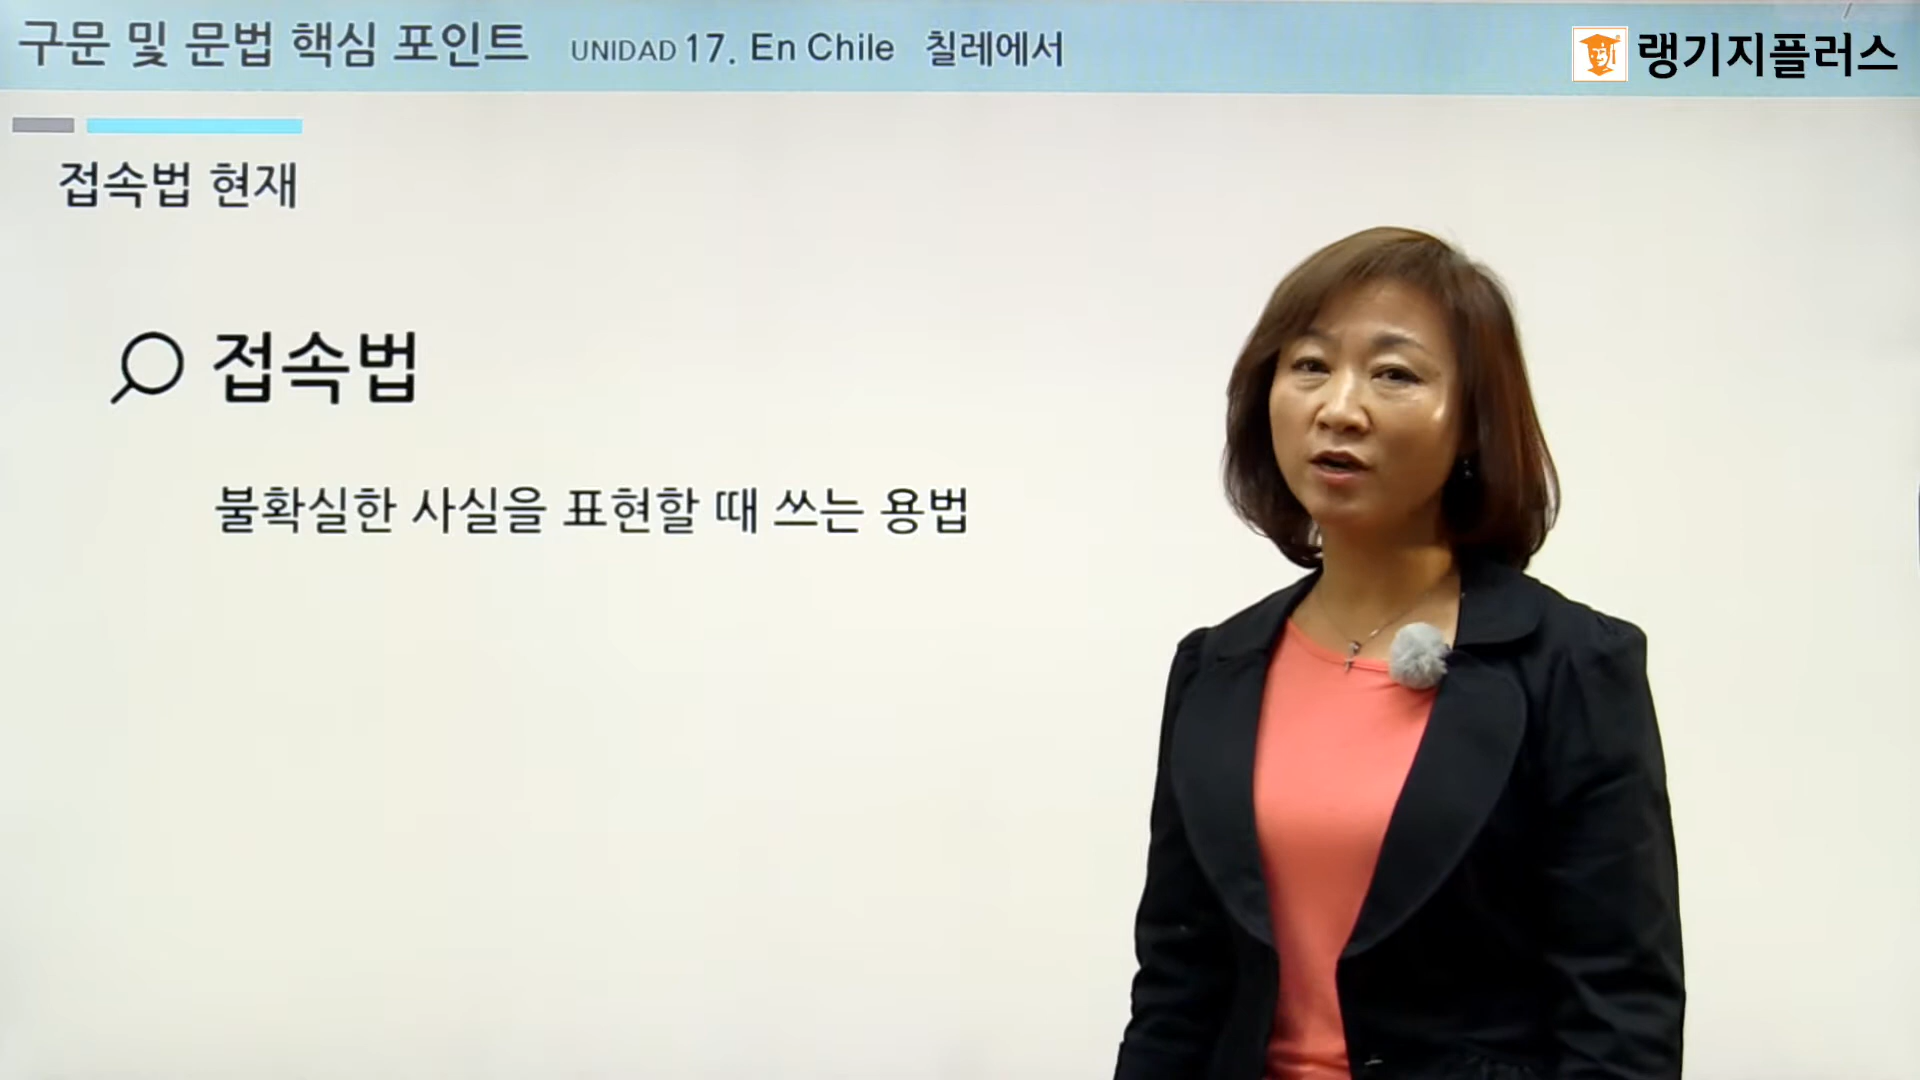 구문 및 문법 핵심 포인트 UNIDAD 17. En Chile 칠레에서
랭기지플러스
접속법 현재
접속법
불확실한 사실을 표현할 때 쓰는 용법